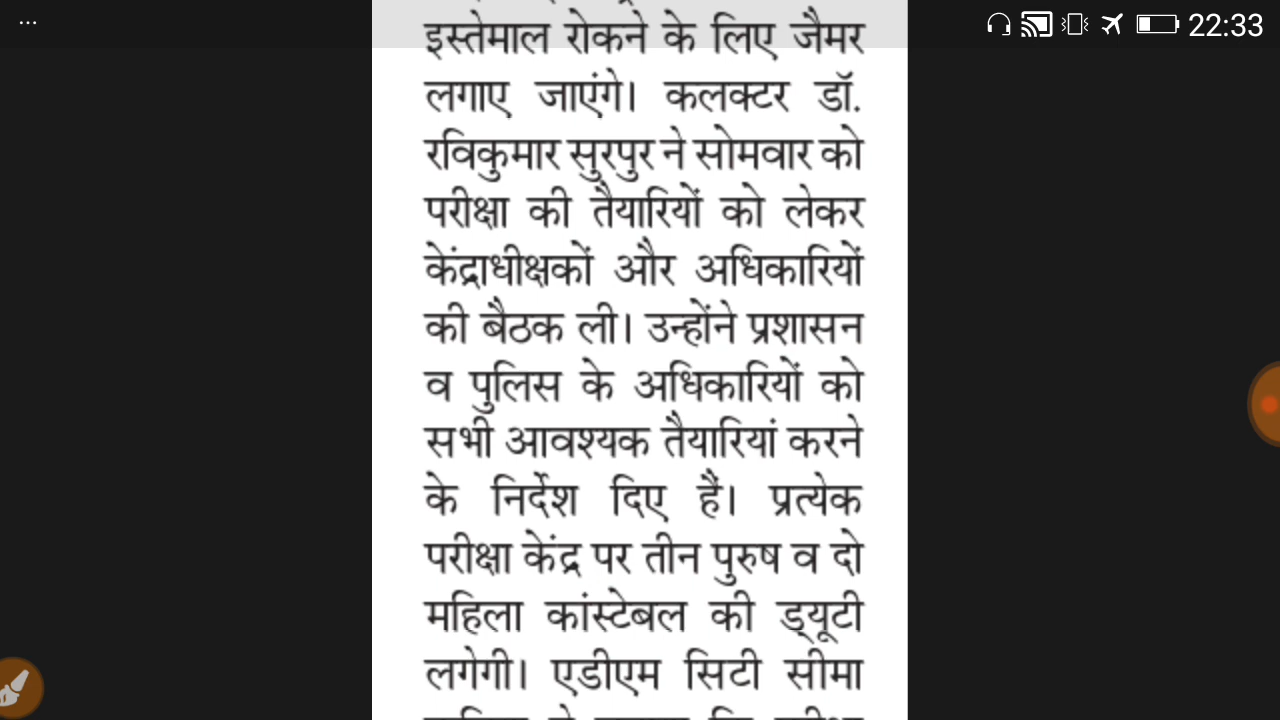 ... 22:33
इस्तेमाल रोकने के लिए जैमर
लगाए जाएंगे। कलक्टर डॉ.
रविकुमार सुरपुर ने सोमवार को
परीक्षा की तैयारियों को लेकर
केंद्राधीक्षकों और अधिकारियों
की बैठक ली। उन्होंने प्रशासन
व पुलिस के अधिकारियों को
सभी आवश्यक तैयारियां करने
के निर्देश दिए हैं। प्रत्येक
परीक्षा केंद्र पर तीन पुरुष व दो
महिला कांस्टेबल की ड्यूटी
लगेगी। एडीएम सिटी सीमा